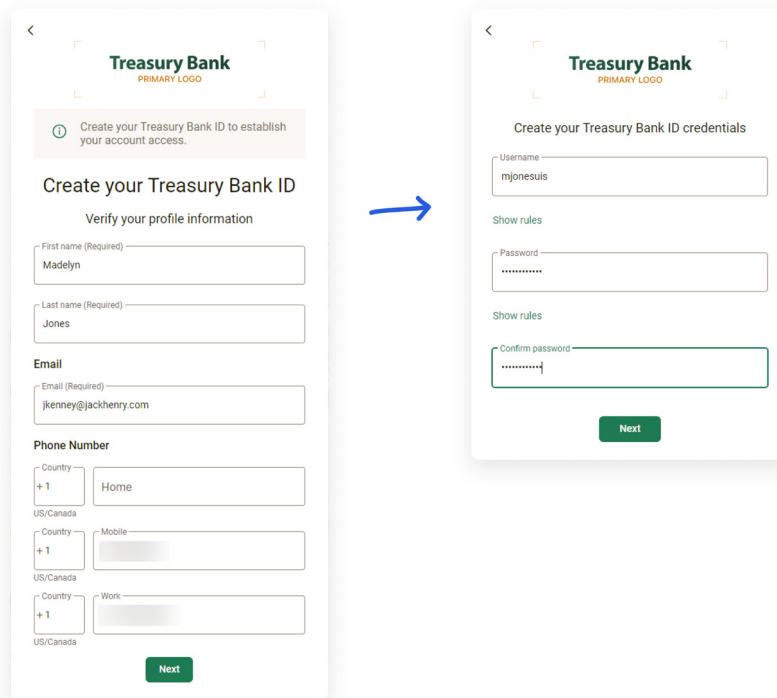 Treasury Bank
PRIMARY LOGO
Create your Treasury Bank ID to establish
your account access.
Create your Treasury Bank ID
Verify your profile information
First name (Required)
Madelyn
Last name (Required)
Jones
Email
Email (Required)
jkenney@jackhenry.com
Phone Number
Country
+ 1
Home
US/Canada
Country
+ 1
Mobile
US/Canada
Country
+ 1
Work
US/Canada
Next
Treasury Bank
PRIMARY LOGO
Create your Treasury Bank ID credentials
Username
mjonesuis
Show rules
Password
••••••••••••
Show rules
Confirm password
••••••••••••
Next